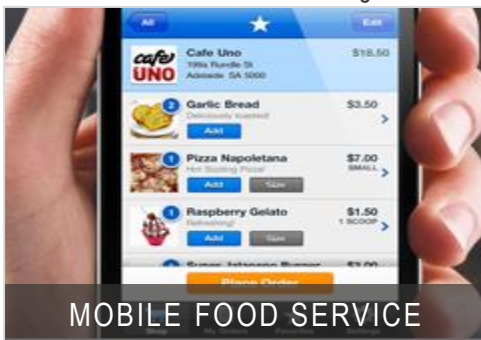 All
Edit
cafe UNO
Cafe Uno
$18.50
Rundle St
Adelaide SA 5000
2
Garlic Bread
$3.50
Deliciously toasted!
Add
1
Pizza Napoletana
$7.00
Hot Sizzling Pizza!
SMALL
Add
Size
1
Raspberry Gelato
$1.50
Refreshing!
1 SCOOP
Add
Size
Place Order
MOBILE FOOD SERVICE